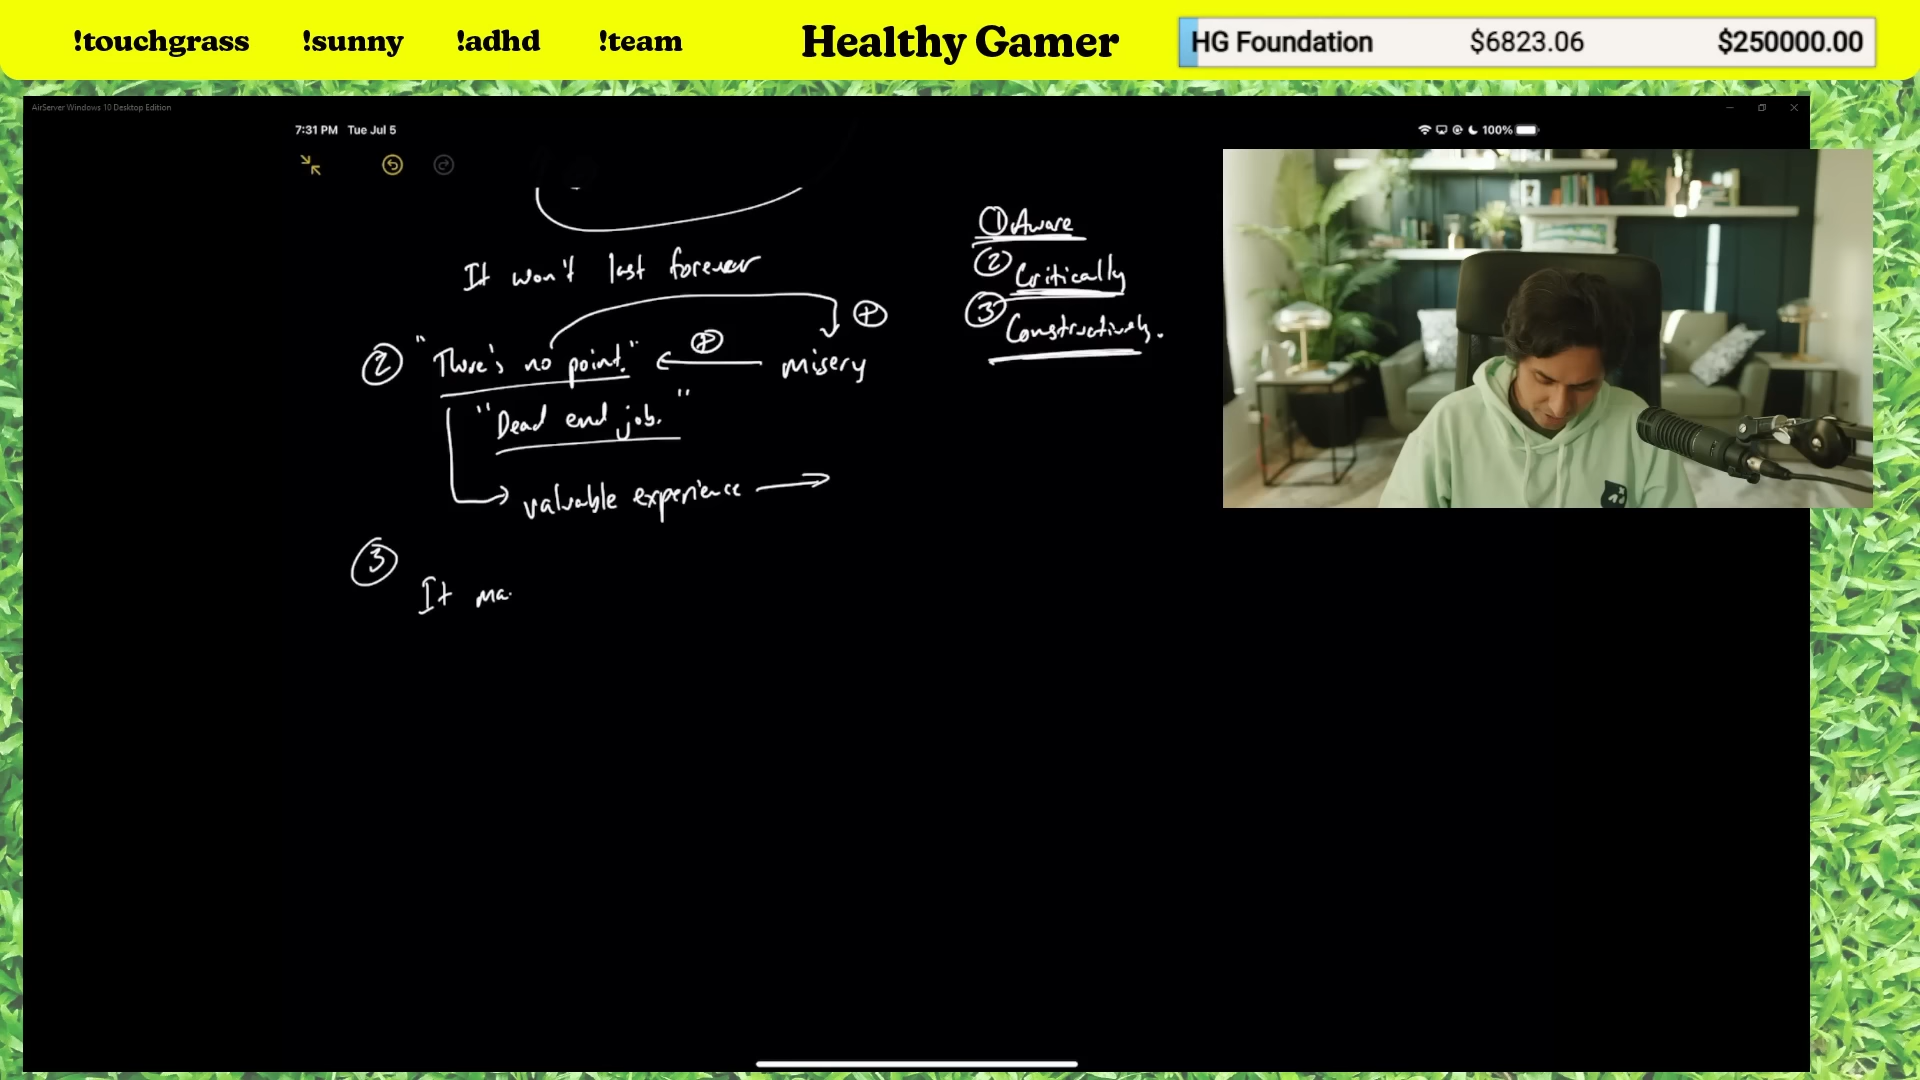 !touchgrass !sunny !adhd !team Healthy Gamer HG Foundation $6823.06 $250000.00
AirServer Windows 10 Desktop Edition
7:31 PM Tue Jul 5 100%
It won't last forever
② "There's no point." ⊕ misery ⊕
"Dead end job."
valuable experience
③
It ma
① Aware
② Critically
③ Constructively.